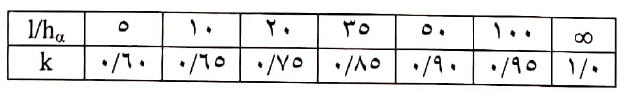 l/hα ۵ ۱۰ ۲۰ ۳۵ ۵۰ ۱۰۰ ∞
k ۰/۶۰ ۰/۶۵ ۰/۷۵ ۰/۸۵ ۰/۹۰ ۰/۹۵ ۱/۰